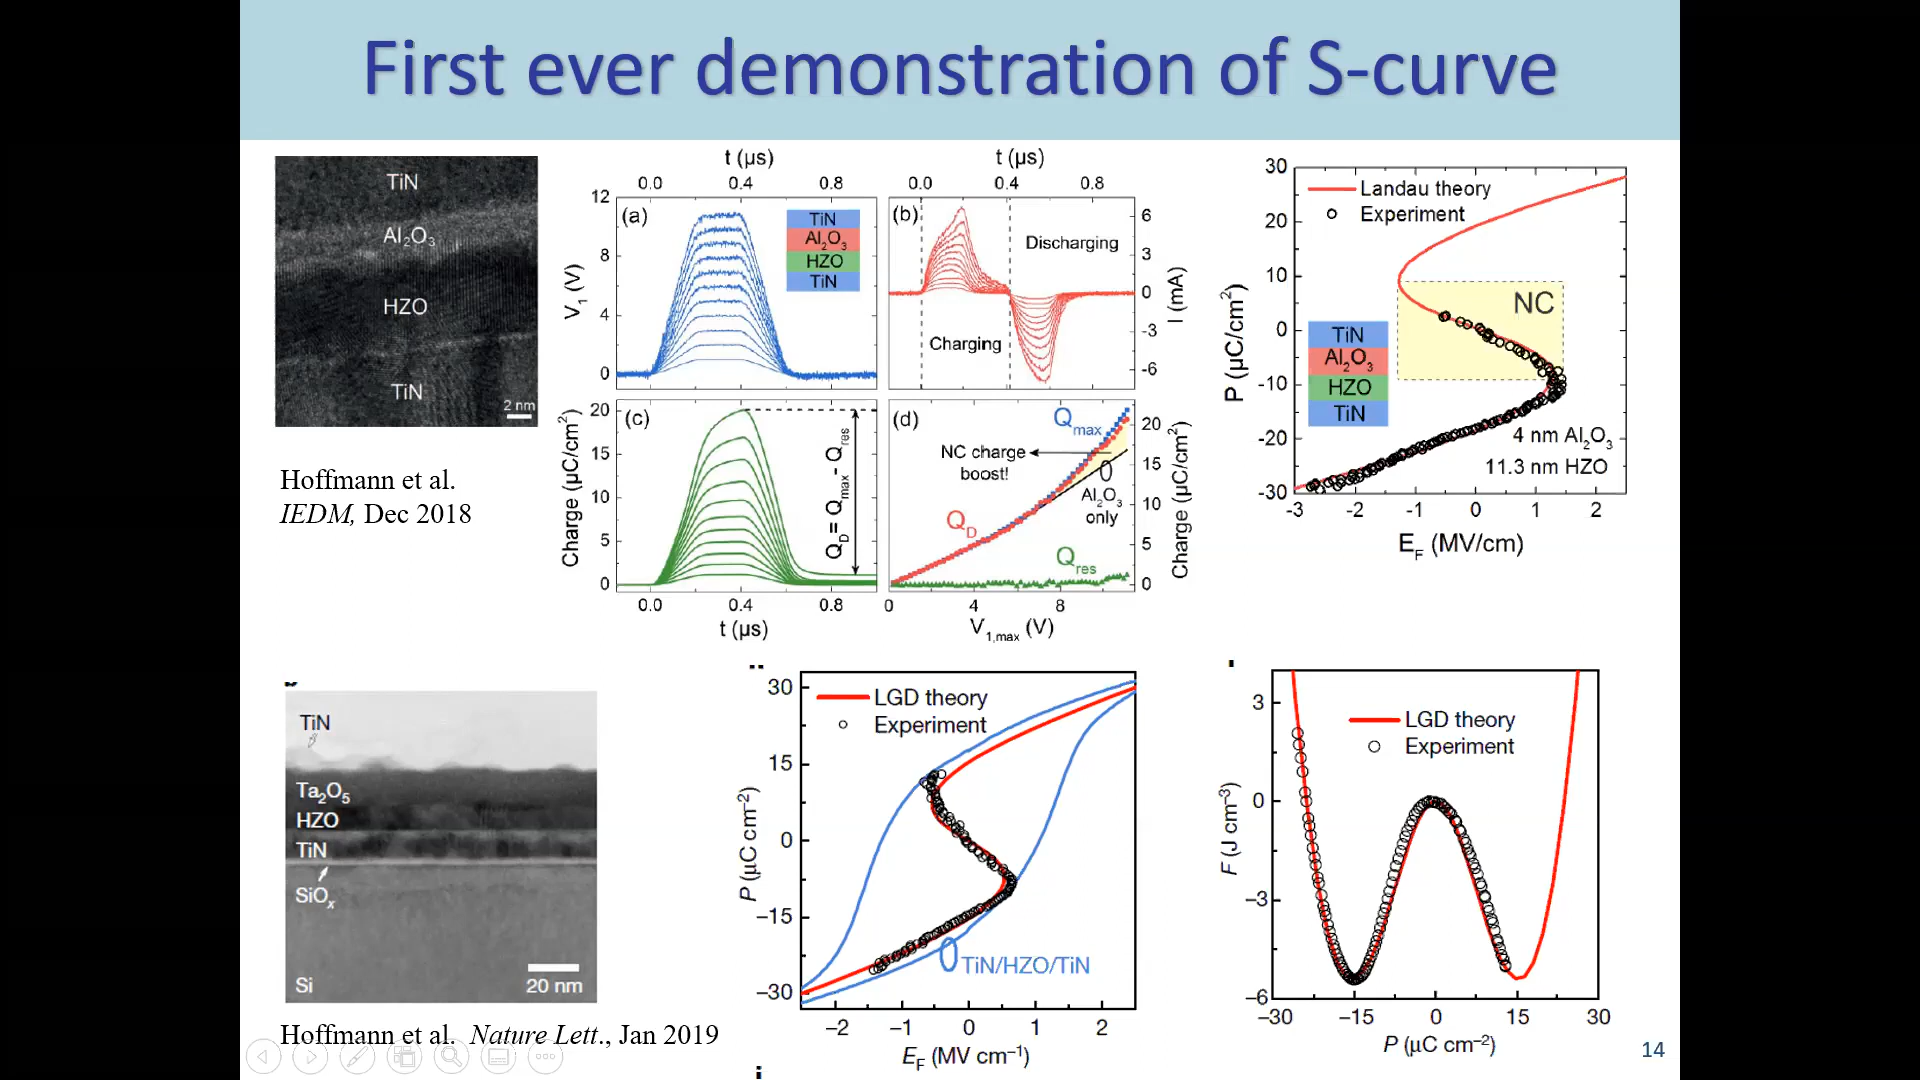 First ever demonstration of S-curve
TiN
Al₂O₃
HZO
TiN
2 nm
Hoffmann et al.
IEDM, Dec 2018
t (µs)
0.0 0.4 0.8
12
8
4
0
V₁ (V)
(a)
TiN
Al₂O₃
HZO
TiN
t (µs)
0.0 0.4 0.8
(b)
Discharging
Charging
6
3
0
-3
-6
I (mA)
20
15
10
5
0
Charge (µC/cm²)
(c)
Q_D = Q_max - Q_res
0.0 0.4 0.8
t (µs)
(d)
Q_max
NC charge
boost!
Al₂O₃
only
Q_D
Q_res
20
15
10
5
0
Charge (µC/cm²)
0 4 8
V₁,max (V)
30
20
10
0
-10
-20
-30
P (µC/cm²)
Landau theory
Experiment
NC
TiN
Al₂O₃
HZO
TiN
4 nm Al₂O₃
11.3 nm HZO
-3 -2 -1 0 1 2
E_F (MV/cm)
TiN
Ta₂O₅
HZO
TiN
SiOₓ
Si
20 nm
Hoffmann et al. Nature Lett., Jan 2019
30
15
0
–15
–30
P (µC cm⁻²)
LGD theory
Experiment
TiN/HZO/TiN
–2 –1 0 1 2
E_F (MV cm⁻¹)
3
0
–3
–6
F (J cm⁻³)
LGD theory
Experiment
–30 –15 0 15 30
P (µC cm⁻²)
14